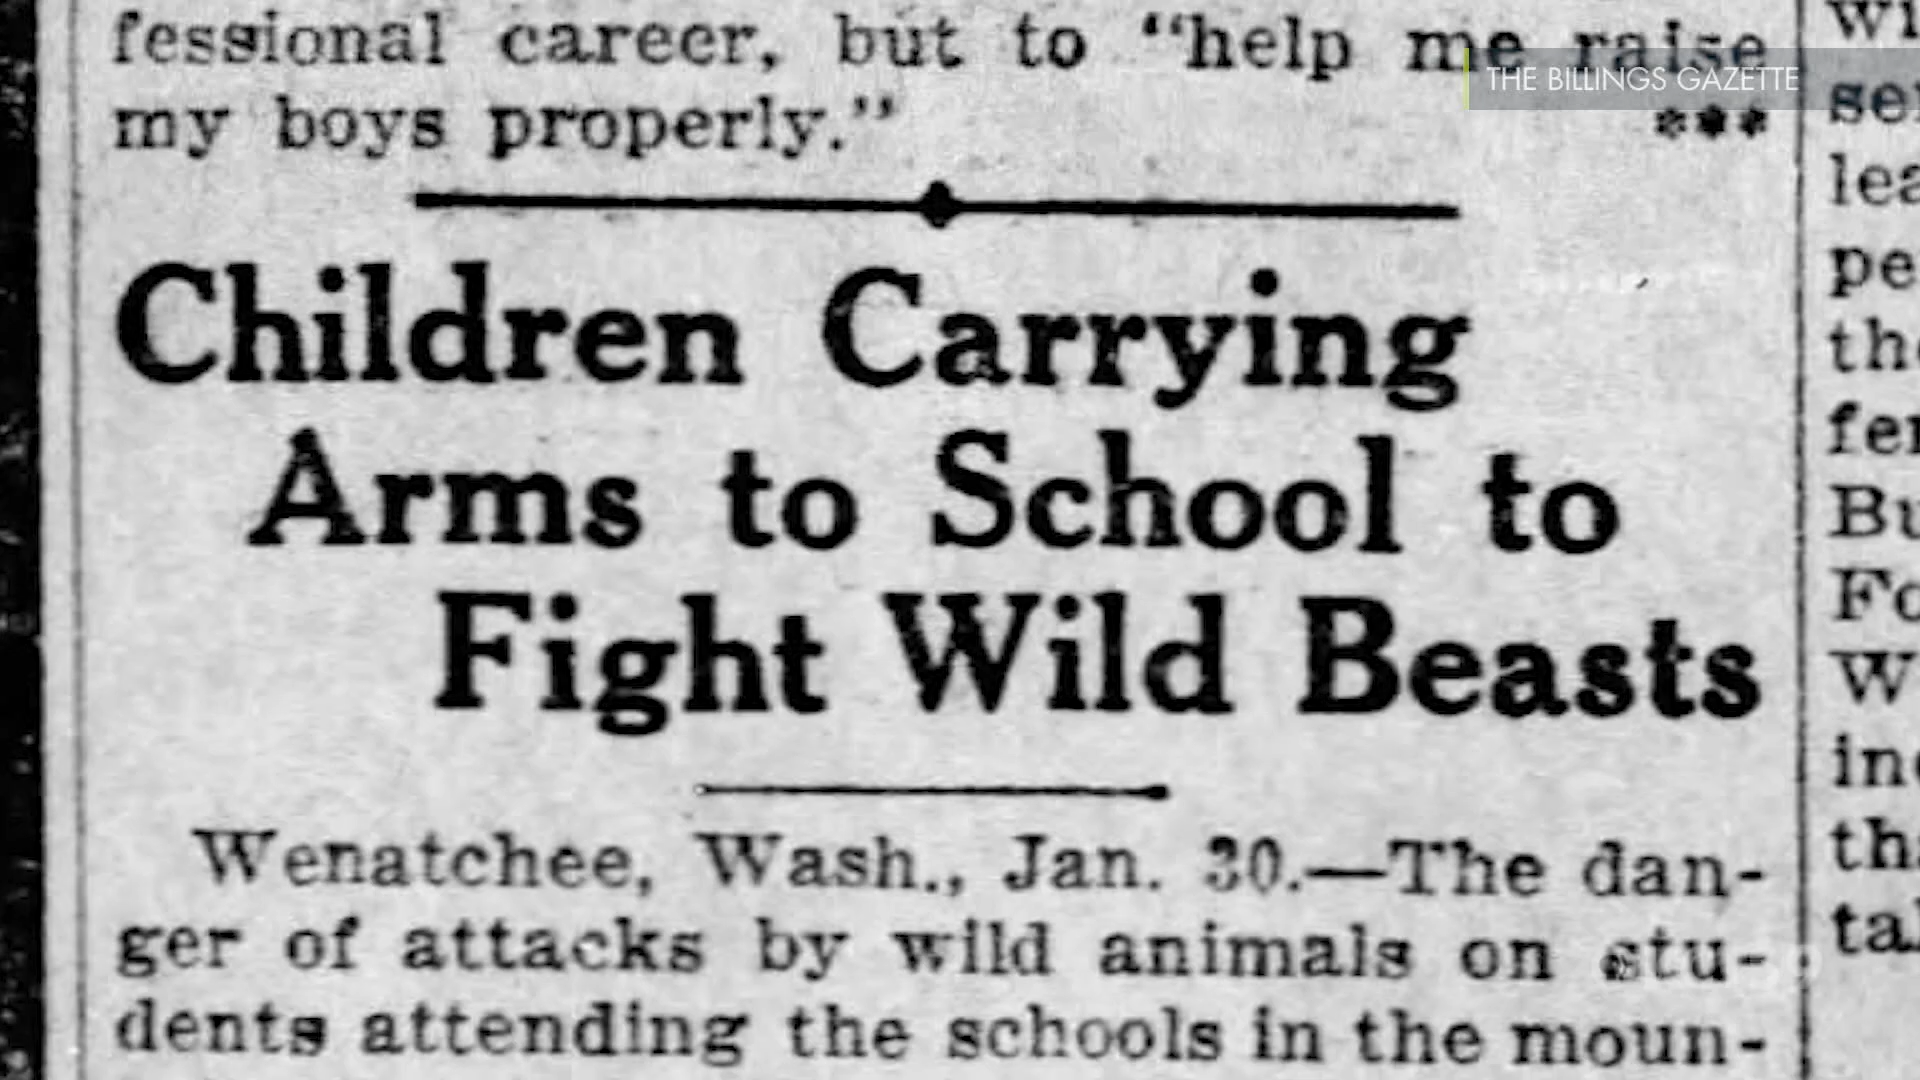 fessional career, but to “help me raise
my boys properly.” ***
THE BILLINGS GAZETTE
Children Carrying
Arms to School to
Fight Wild Beasts
Wenatchee, Wash., Jan. 30.—The dan-
ger of attacks by wild animals on stu-
dents attending the schools in the moun-